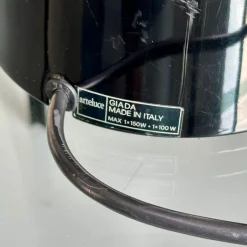 arteluce
GIADA
MADE IN ITALY
MAX 1×150W - 1×100W